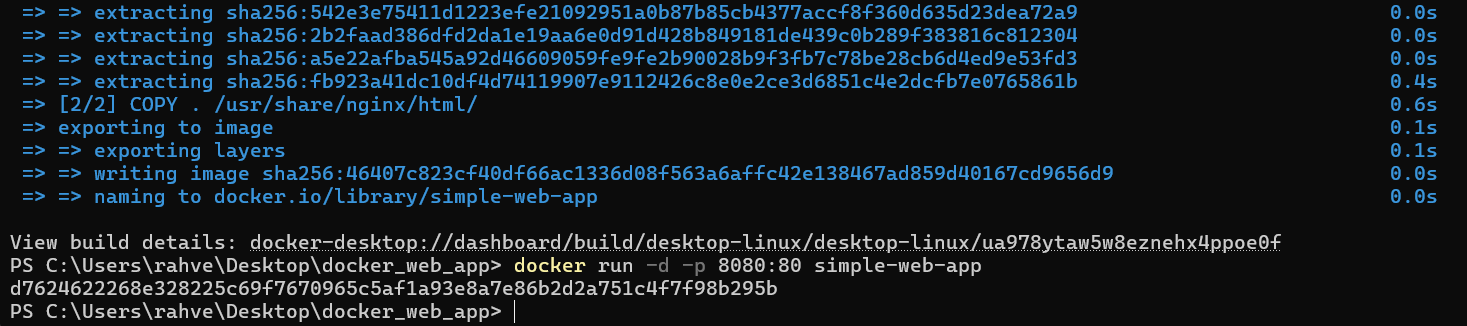 => => extracting sha256:542e3e75411d1223efe21092951a0b87b85cb4377accf8f360d635d23dea72a9 0.0s
=> => extracting sha256:2b2faad386dfd2da1e19aa6e0d91d428b849181de439c0b289f383816c812304 0.0s
=> => extracting sha256:a5e22afba545a92d46609059fe9fe2b90028b9f3fb7c78be28cb6d4ed9e53fd3 0.0s
=> => extracting sha256:fb923a41dc10df4d74119907e9112426c8e0e2ce3d6851c4e2dcfb7e0765861b 0.4s
=> [2/2] COPY . /usr/share/nginx/html/ 0.6s
=> exporting to image 0.1s
=> => exporting layers 0.1s
=> => writing image sha256:46407c823cf40df66ac1336d08f563a6affc42e138467ad859d40167cd9656d9 0.0s
=> => naming to docker.io/library/simple-web-app 0.0s
View build details: docker-desktop://dashboard/build/desktop-linux/desktop-linux/ua978ytaw5w8eznehx4ppoe0f
PS C:\Users\rahve\Desktop\docker_web_app> docker run -d -p 8080:80 simple-web-app
d7624622268e328225c69f7670965c5af1a93e8a7e86b2d2a751c4f7f98b295b
PS C:\Users\rahve\Desktop\docker_web_app>